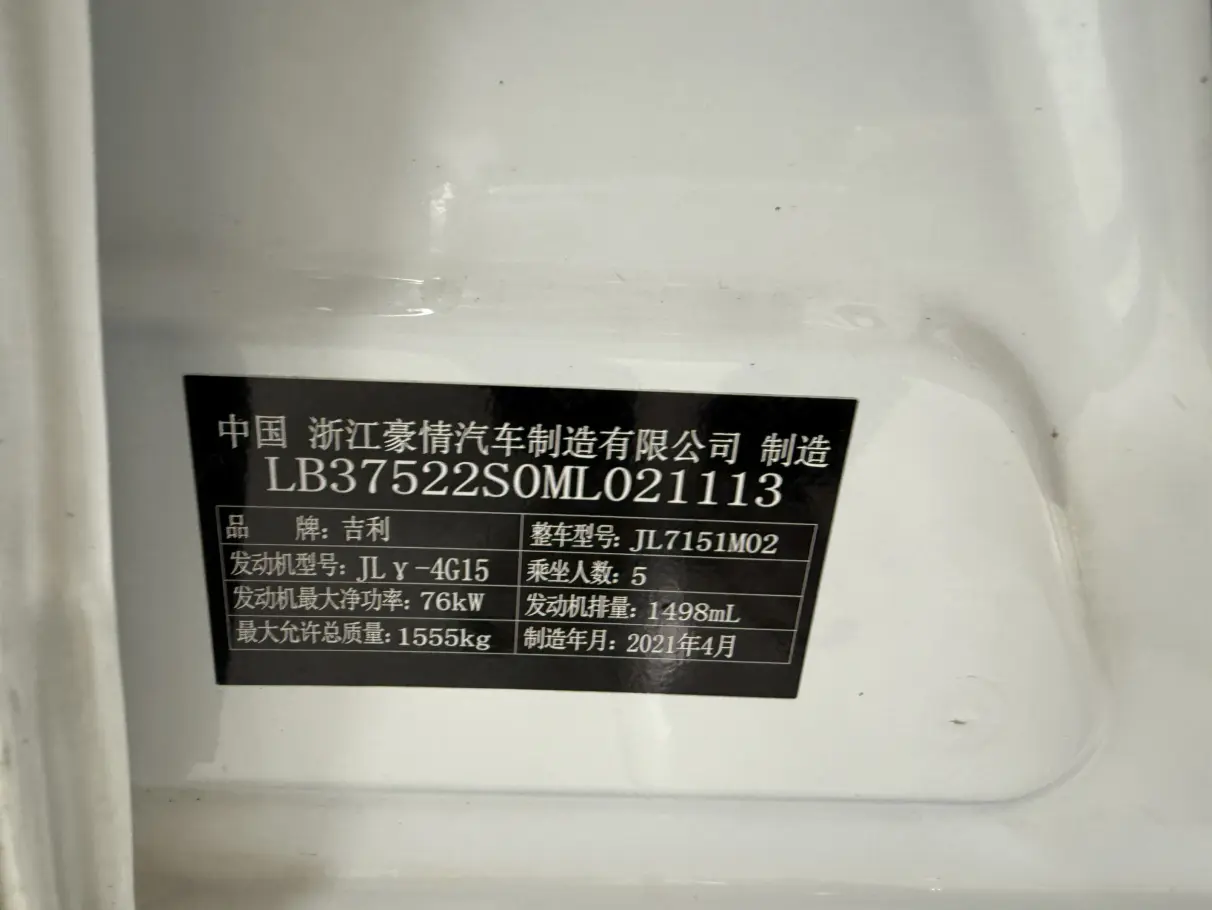 中国 浙江豪情汽车制造有限公司 制造
LB37522S0ML021113
品 牌：吉利 整车型号：JL7151M02
发动机型号：JLγ-4G15 乘坐人数：5
发动机最大净功率：76kW 发动机排量：1498mL
最大允许总质量：1555kg 制造年月：2021年4月